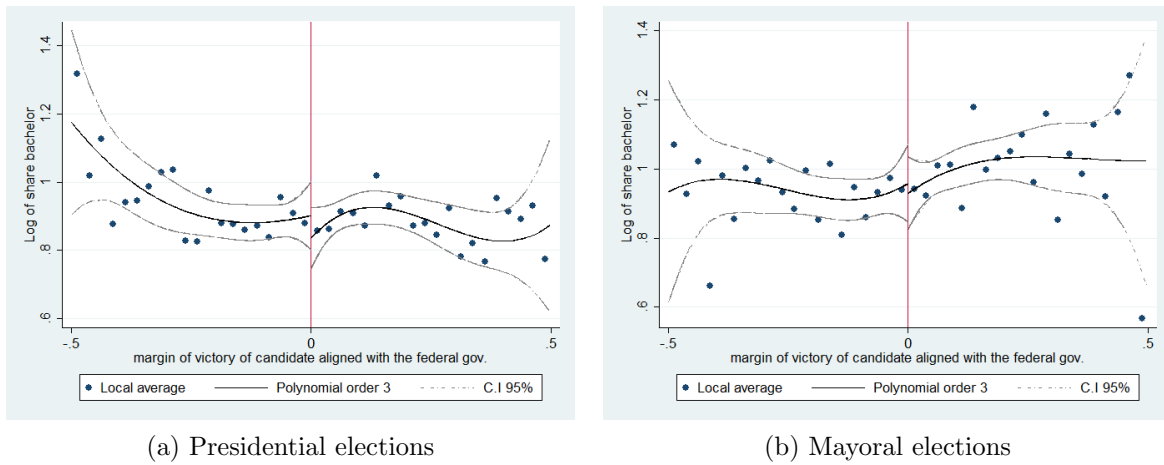 Log of share bachelor
1.4
1.2
1
.8
.6
-.5
0
.5
margin of victory of candidate aligned with the federal gov.
Local average
Polynomial order 3
C.I 95%
(a) Presidential elections
Log of share bachelor
1.4
1.2
1
.8
.6
-.5
0
.5
margin of victory of candidate aligned with the federal gov.
Local average
Polynomial order 3
C.I 95%
(b) Mayoral elections